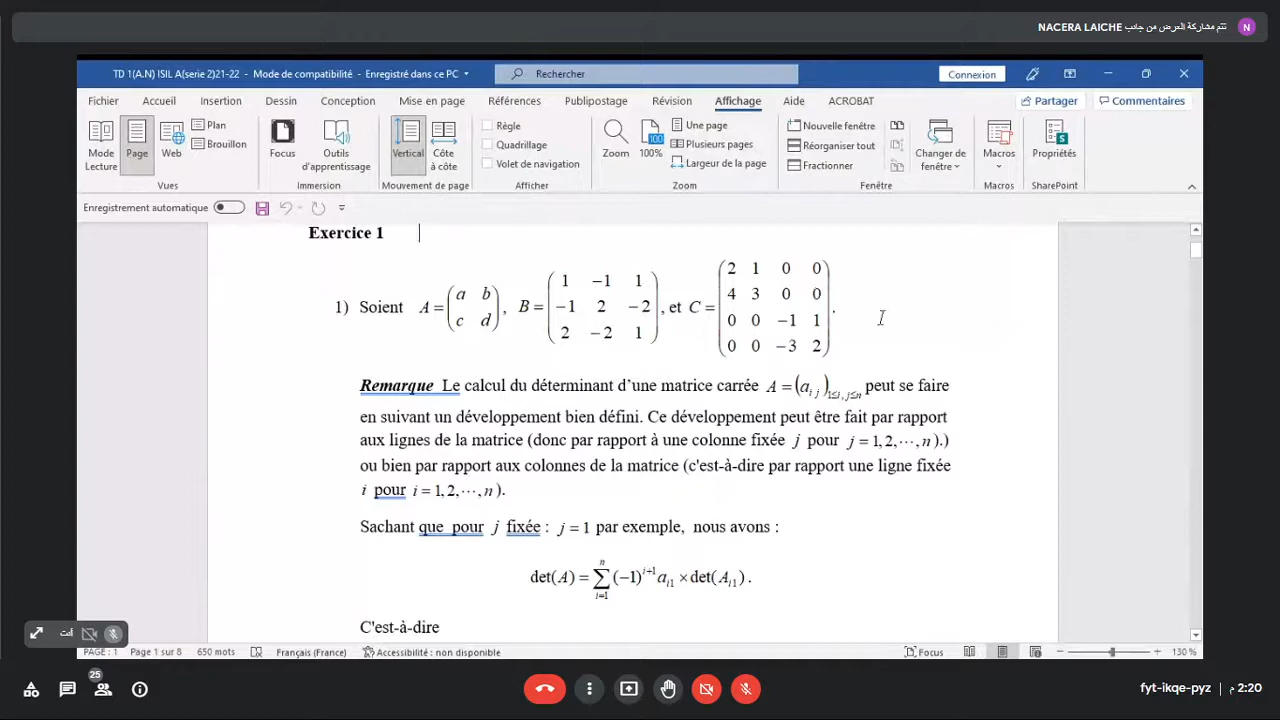 تتم مشاركة العرض من جانب NACERA LAICHE
N
TD 1(A.N) ISIL A(serie 2)21-22 - Mode de compatibilité - Enregistré dans ce PC
Rechercher
Connexion
Fichier Accueil Insertion Dessin Conception Mise en page Références Publipostage Révision Affichage Aide ACROBAT
Partager Commentaires
Mode Lecture
Page
Web
Plan
Brouillon
Vues
Focus
Outils d'apprentissage
Immersion
Vertical
Côte à côte
Mouvement de page
Règle
Quadrillage
Volet de navigation
Afficher
Zoom
100
100%
Une page
Plusieurs pages
Largeur de la page
Zoom
Nouvelle fenêtre
Réorganiser tout
Fractionner
Changer de fenêtre
Fenêtre
Macros
Macros
S
Propriétés
SharePoint
Enregistrement automatique
Exercice 1
1) Soient A = (a b ; c d), B = (1 −1 1 ; −1 2 −2 ; 2 −2 1), et C = (2 1 0 0 ; 4 3 0 0 ; 0 0 −1 1 ; 0 0 −3 2).
Remarque Le calcul du déterminant d’une matrice carrée A = (a_{i j})_{1≤i, j≤n} peut se faire
en suivant un développement bien défini. Ce développement peut être fait par rapport
aux lignes de la matrice (donc par rapport à une colonne fixée j pour j = 1, 2, ⋯, n).)
ou bien par rapport aux colonnes de la matrice (c'est-à-dire par rapport une ligne fixée
i pour i = 1, 2, ⋯, n).
Sachant que pour j fixée : j = 1 par exemple, nous avons :
det(A) = ∑_{i=1}^{n} (−1)^{i+1} a_{i1} × det(A_{i1}).
C'est-à-dire
أنت
PAGE : 1 Page 1 sur 8 650 mots Français (France) Accessibilité : non disponible Focus 130 %
25
fyt-ikqe-pyz | 2:20 م